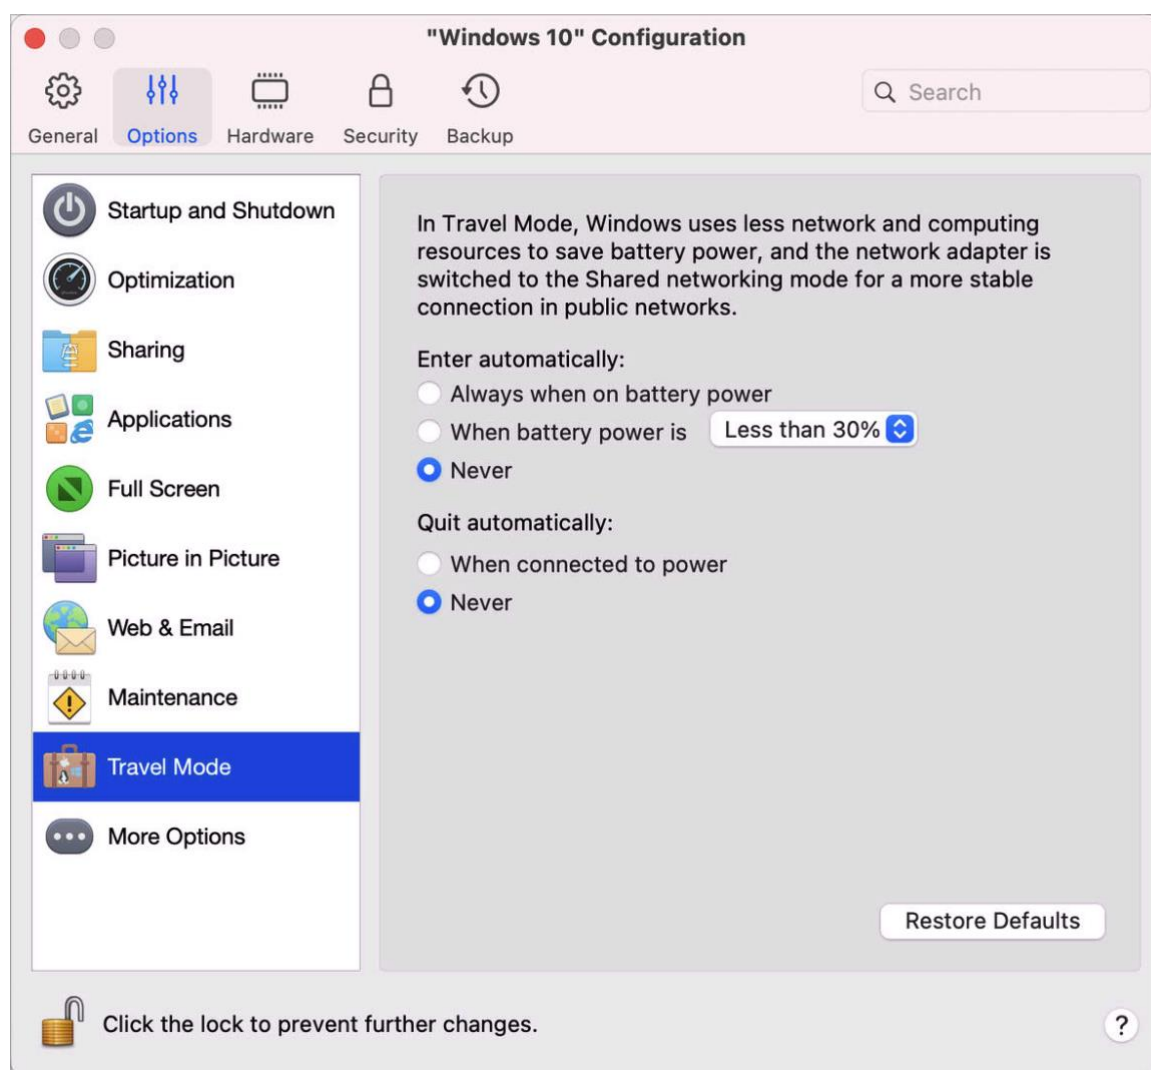 "Windows 10" Configuration
General Options Hardware Security Backup
Search
Startup and Shutdown
Optimization
Sharing
Applications
Full Screen
Picture in Picture
Web & Email
Maintenance
Travel Mode
More Options
In Travel Mode, Windows uses less network and computing
resources to save battery power, and the network adapter is
switched to the Shared networking mode for a more stable
connection in public networks.
Enter automatically:
Always when on battery power
When battery power is Less than 30%
Never
Quit automatically:
When connected to power
Never
Restore Defaults
Click the lock to prevent further changes.
?